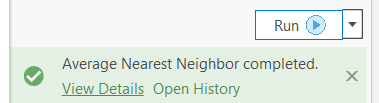 Run
Average Nearest Neighbor completed.
View Details Open History